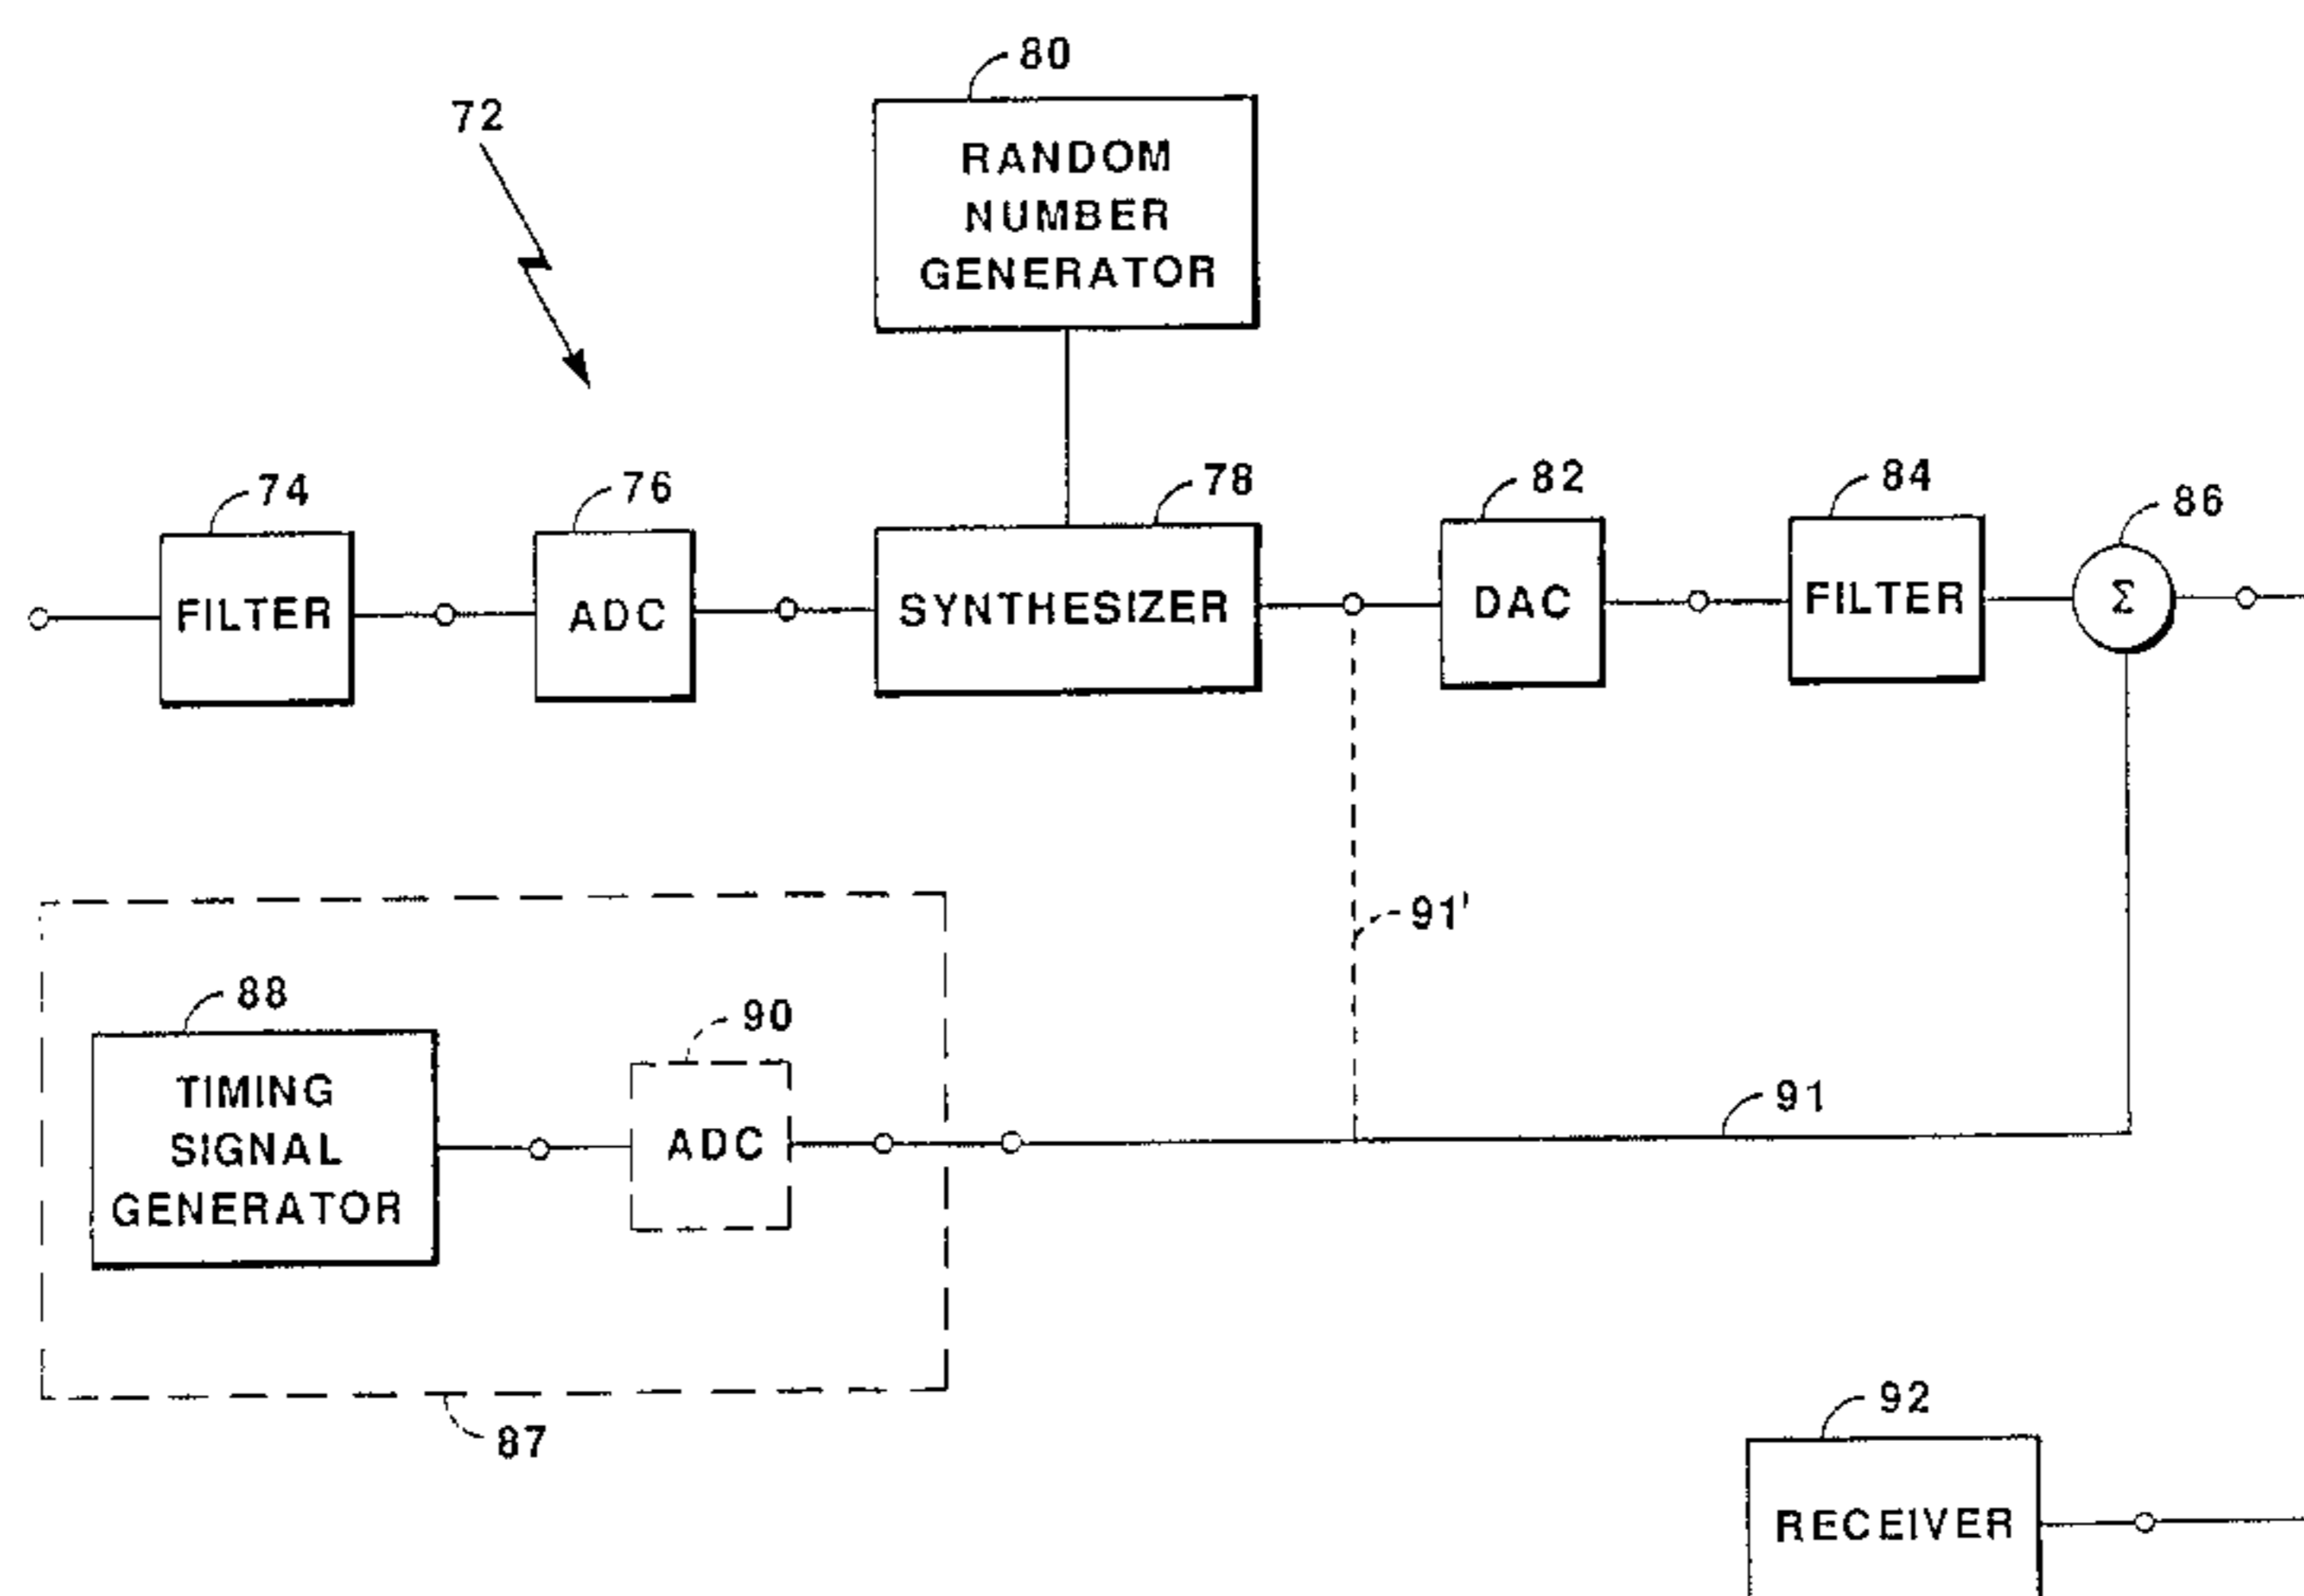 80
72
RANDOM
NUMBER
GENERATOR
74
76
78
82
84
86
FILTER
ADC
SYNTHESIZER
DAC
FILTER
Σ
91'
88
90
TIMING
SIGNAL
GENERATOR
ADC
91
87
92
RECEIVER